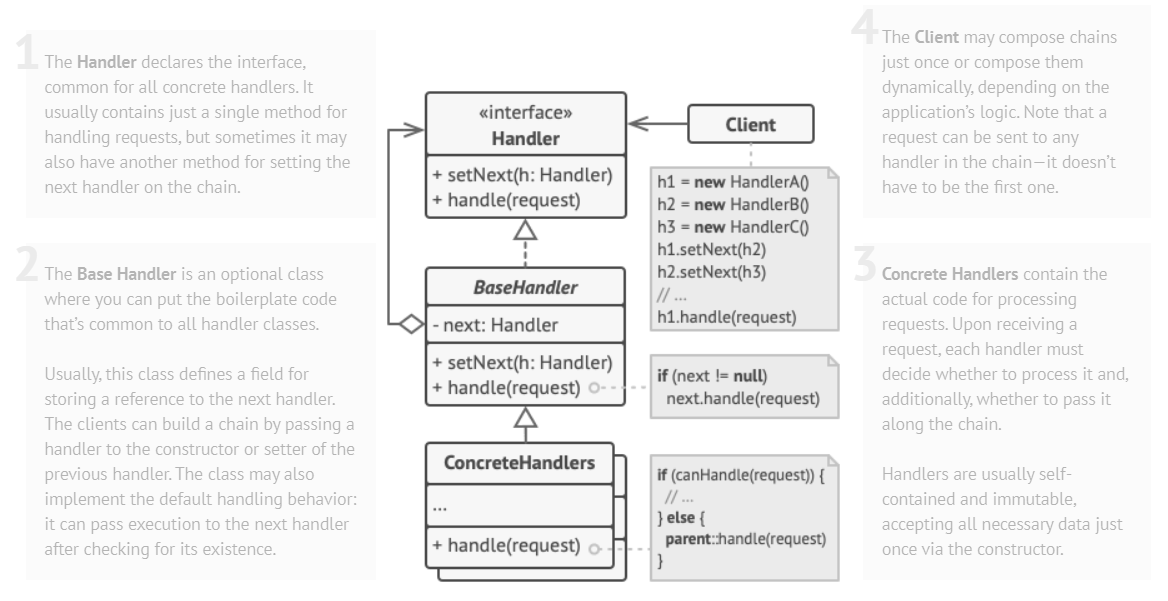 1
The Handler declares the interface,
common for all concrete handlers. It
usually contains just a single method for
handling requests, but sometimes it may
also have another method for setting the
next handler on the chain.
2
The Base Handler is an optional class
where you can put the boilerplate code
that's common to all handler classes.
Usually, this class defines a field for
storing a reference to the next handler.
The clients can build a chain by passing a
handler to the constructor or setter of the
previous handler. The class may also
implement the default handling behavior:
it can pass execution to the next handler
after checking for its existence.
«interface»
Handler
+ setNext(h: Handler)
+ handle(request)
BaseHandler
- next: Handler
+ setNext(h: Handler)
+ handle(request)
ConcreteHandlers
...
+ handle(request)
Client
h1 = new HandlerA()
h2 = new HandlerB()
h3 = new HandlerC()
h1.setNext(h2)
h2.setNext(h3)
// ...
h1.handle(request)
if (next != null)
next.handle(request)
if (canHandle(request)) {
// ...
} else {
parent::handle(request)
}
4
The Client may compose chains
just once or compose them
dynamically, depending on the
application's logic. Note that a
request can be sent to any
handler in the chain—it doesn't
have to be the first one.
3
Concrete Handlers contain the
actual code for processing
requests. Upon receiving a
request, each handler must
decide whether to process it and,
additionally, whether to pass it
along the chain.
Handlers are usually self-
contained and immutable,
accepting all necessary data just
once via the constructor.